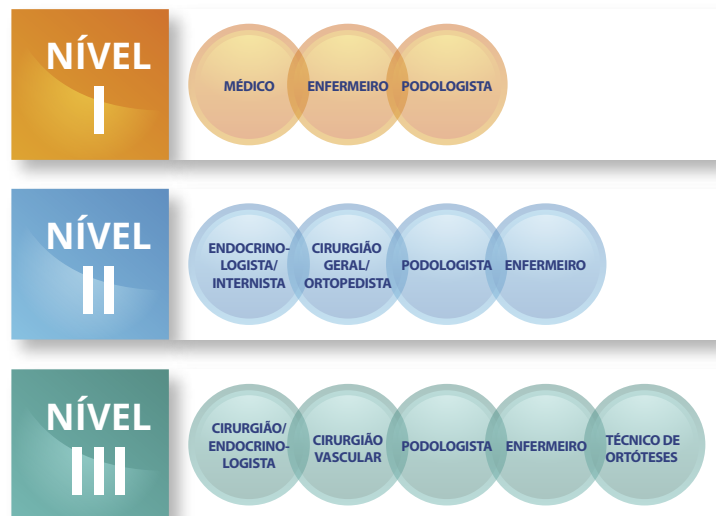 NÍVEL
I
MÉDICO
ENFERMEIRO
PODOLOGISTA
NÍVEL
II
ENDOCRINO-
LOGISTA/
INTERNISTA
CIRURGIÃO
GERAL/
ORTOPEDISTA
PODOLOGISTA
ENFERMEIRO
NÍVEL
III
CIRURGIÃO/
ENDOCRINO-
LOGISTA
CIRURGIÃO
VASCULAR
PODOLOGISTA
ENFERMEIRO
TÉCNICO DE
ORTÓTESES